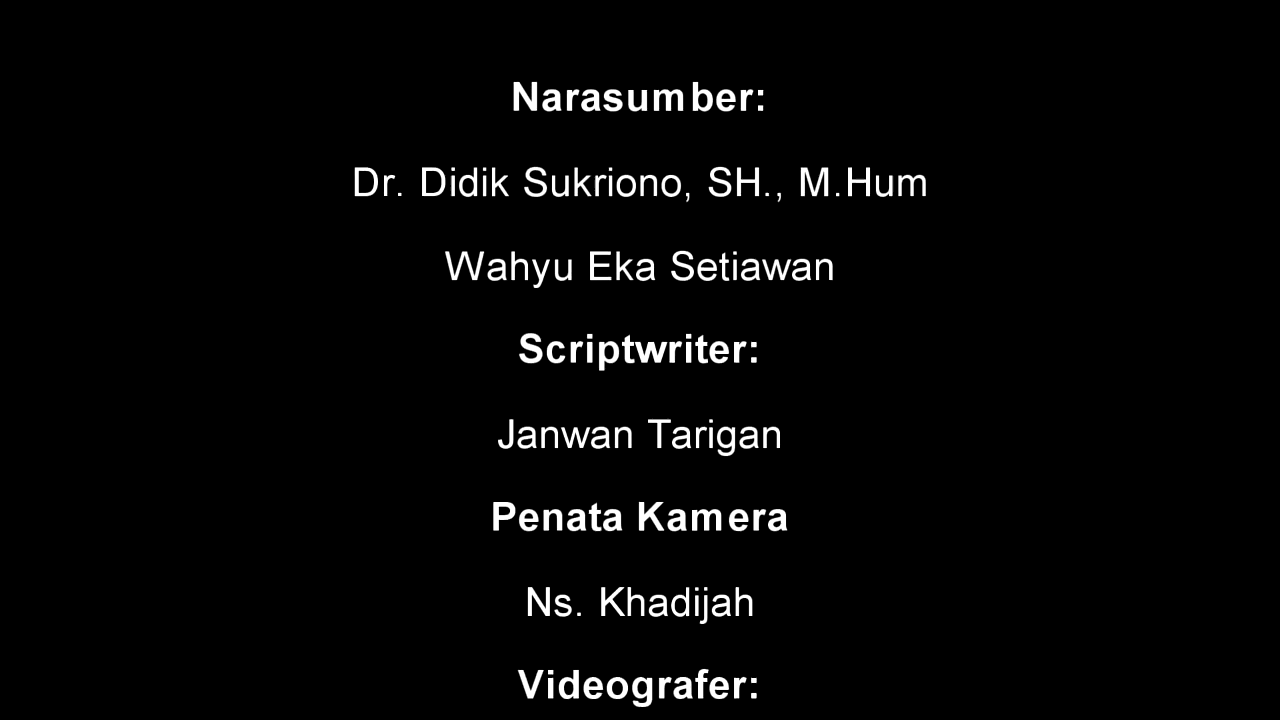 Narasumber:
Dr. Didik Sukriono, SH., M.Hum
Wahyu Eka Setiawan
Scriptwriter:
Janwan Tarigan
Penata Kamera
Ns. Khadijah
Videografer: